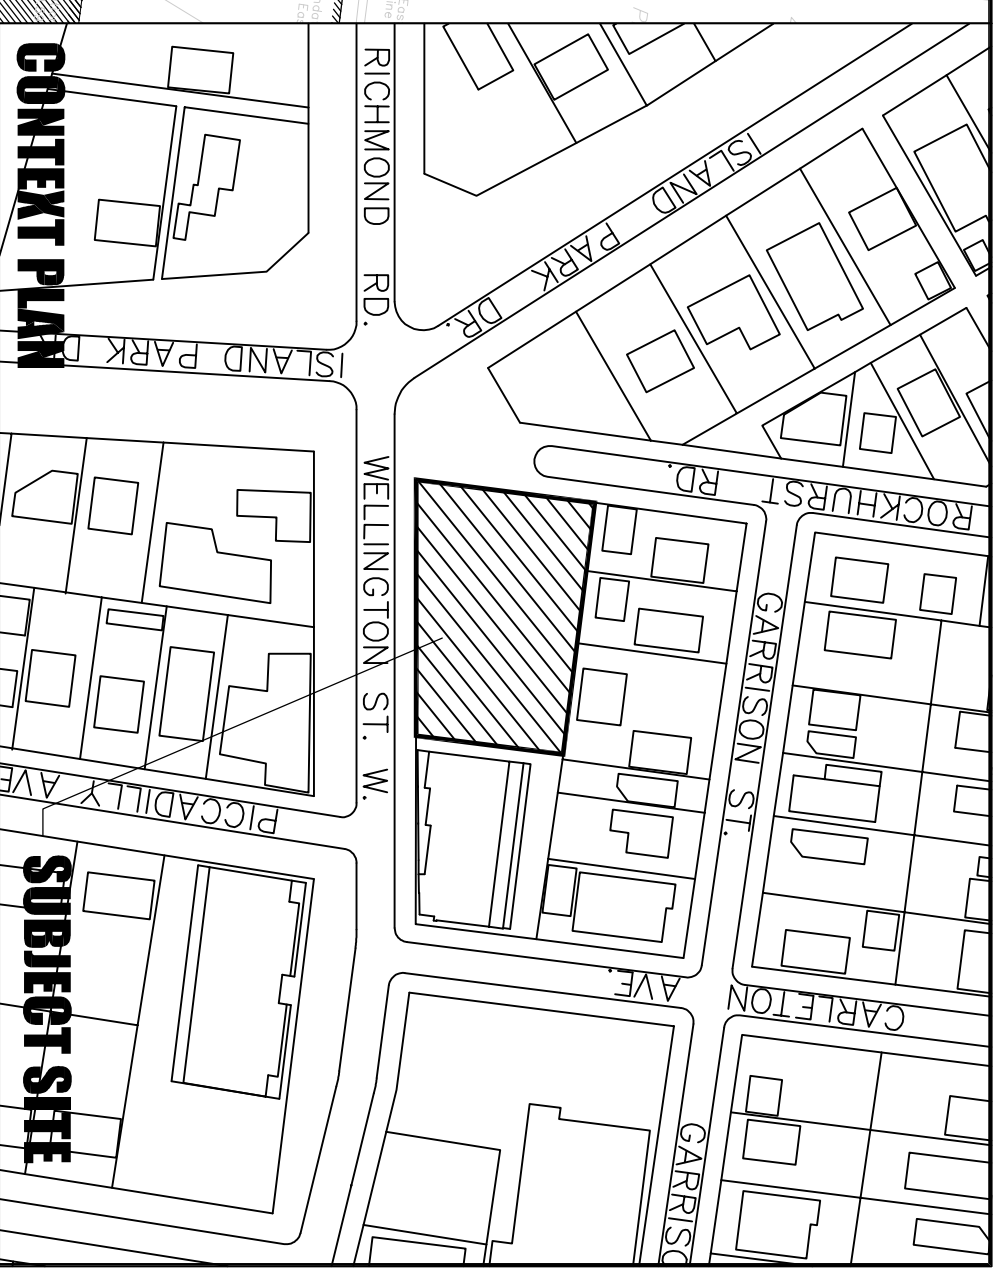 CONTEXT PLAN
SUBJECT SITE
RICHMOND RD.
WELLINGTON ST. W.
ISLAND PARK DR.
ISLAND PARK DR
ROCKHURST RD.
GARRISON ST.
PICCADILLY AVE
CARLETON AVE.
GARRISO